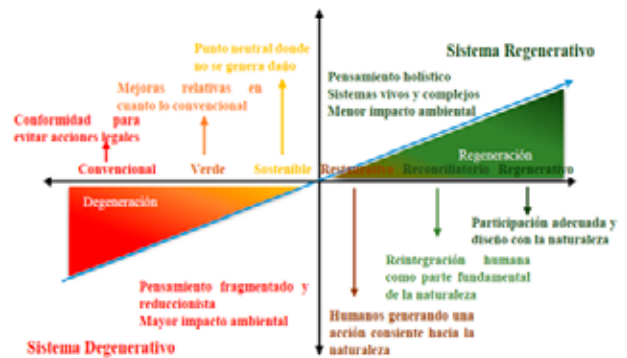 Punto neutral donde
no se genera daño
Sistema Regenerativo
Mejoras relativas en
cuanto lo convencional
Pensamiento holístico
Sistemas vivos y complejos
Menor impacto ambiental
Conformidad para
evitar acciones legales
Convencional
Verde
Sostenible
Restaurativo
Reconciliatorio
Regenerativo
Regeneración
Degeneración
Participación adecuada y
diseño con la naturaleza
Reintegración humana
como parte fundamental
de la naturaleza
Pensamiento fragmentado y
reduccionista
Mayor impacto ambiental
Humanos generando una
acción consiente hacia la
naturaleza
Sistema Degenerativo